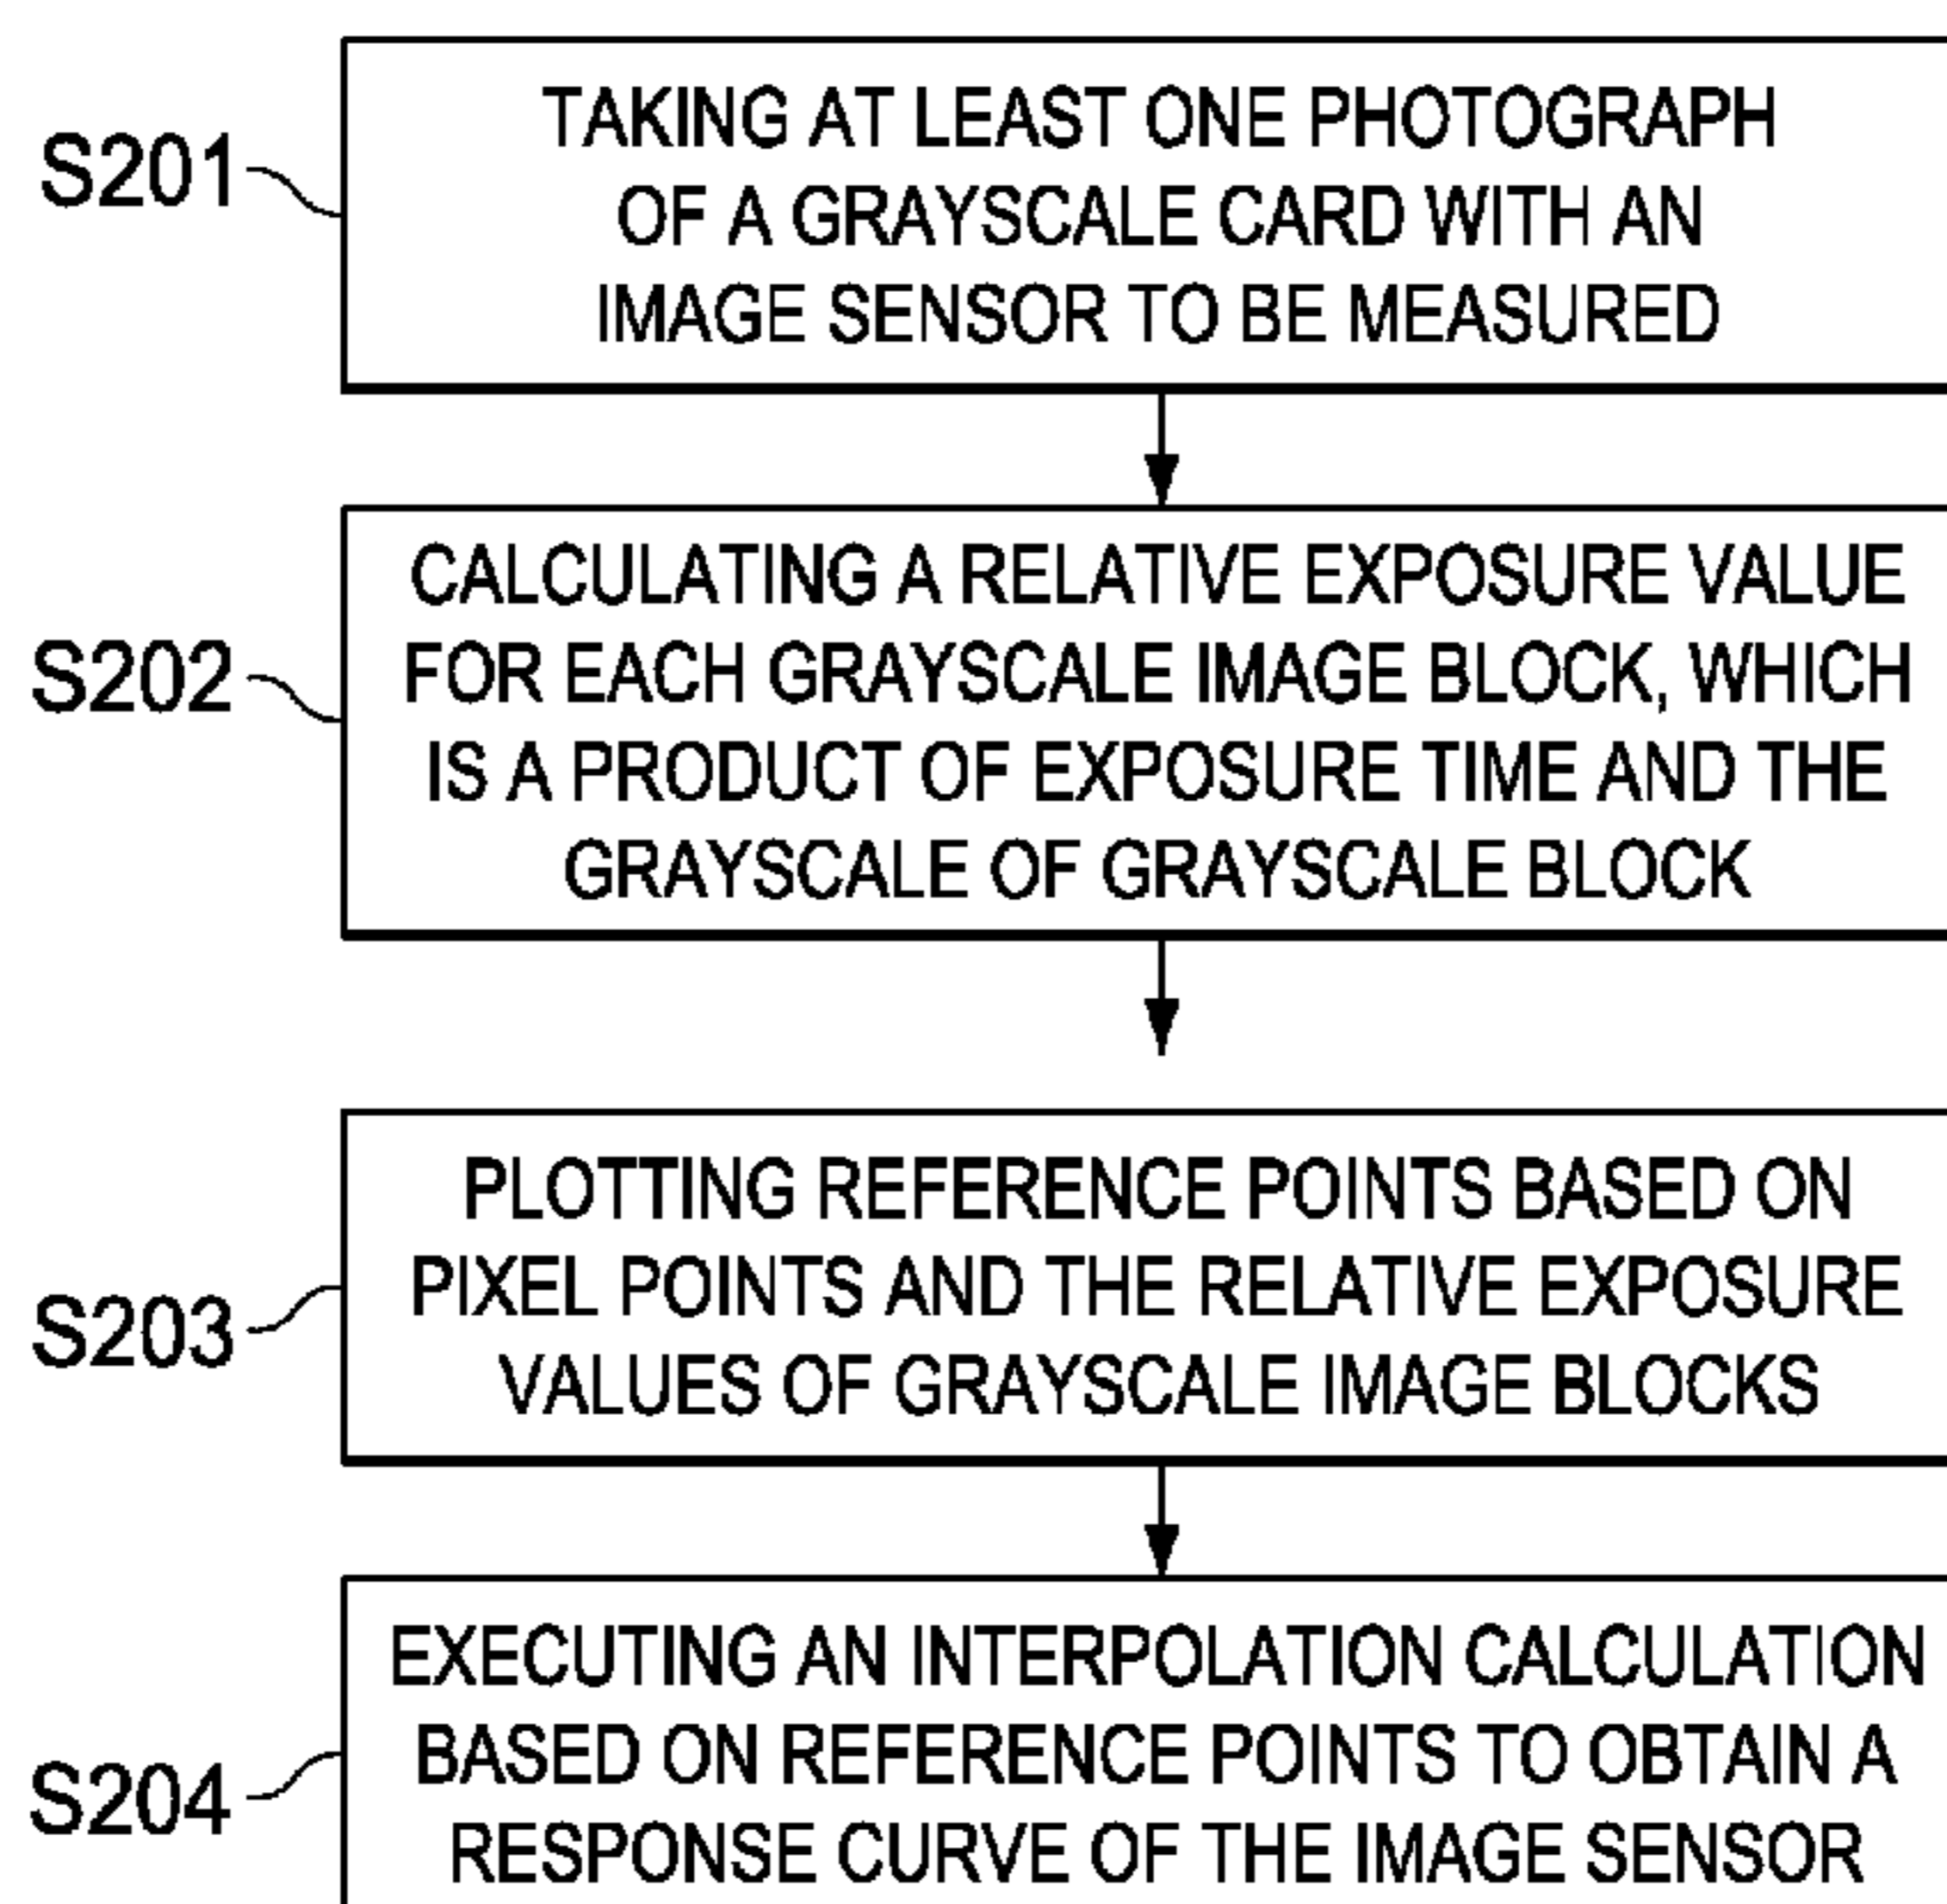 S201
TAKING AT LEAST ONE PHOTOGRAPH
OF A GRAYSCALE CARD WITH AN
IMAGE SENSOR TO BE MEASURED
S202
CALCULATING A RELATIVE EXPOSURE VALUE
FOR EACH GRAYSCALE IMAGE BLOCK, WHICH
IS A PRODUCT OF EXPOSURE TIME AND THE
GRAYSCALE OF GRAYSCALE BLOCK
S203
PLOTTING REFERENCE POINTS BASED ON
PIXEL POINTS AND THE RELATIVE EXPOSURE
VALUES OF GRAYSCALE IMAGE BLOCKS
S204
EXECUTING AN INTERPOLATION CALCULATION
BASED ON REFERENCE POINTS TO OBTAIN A
RESPONSE CURVE OF THE IMAGE SENSOR